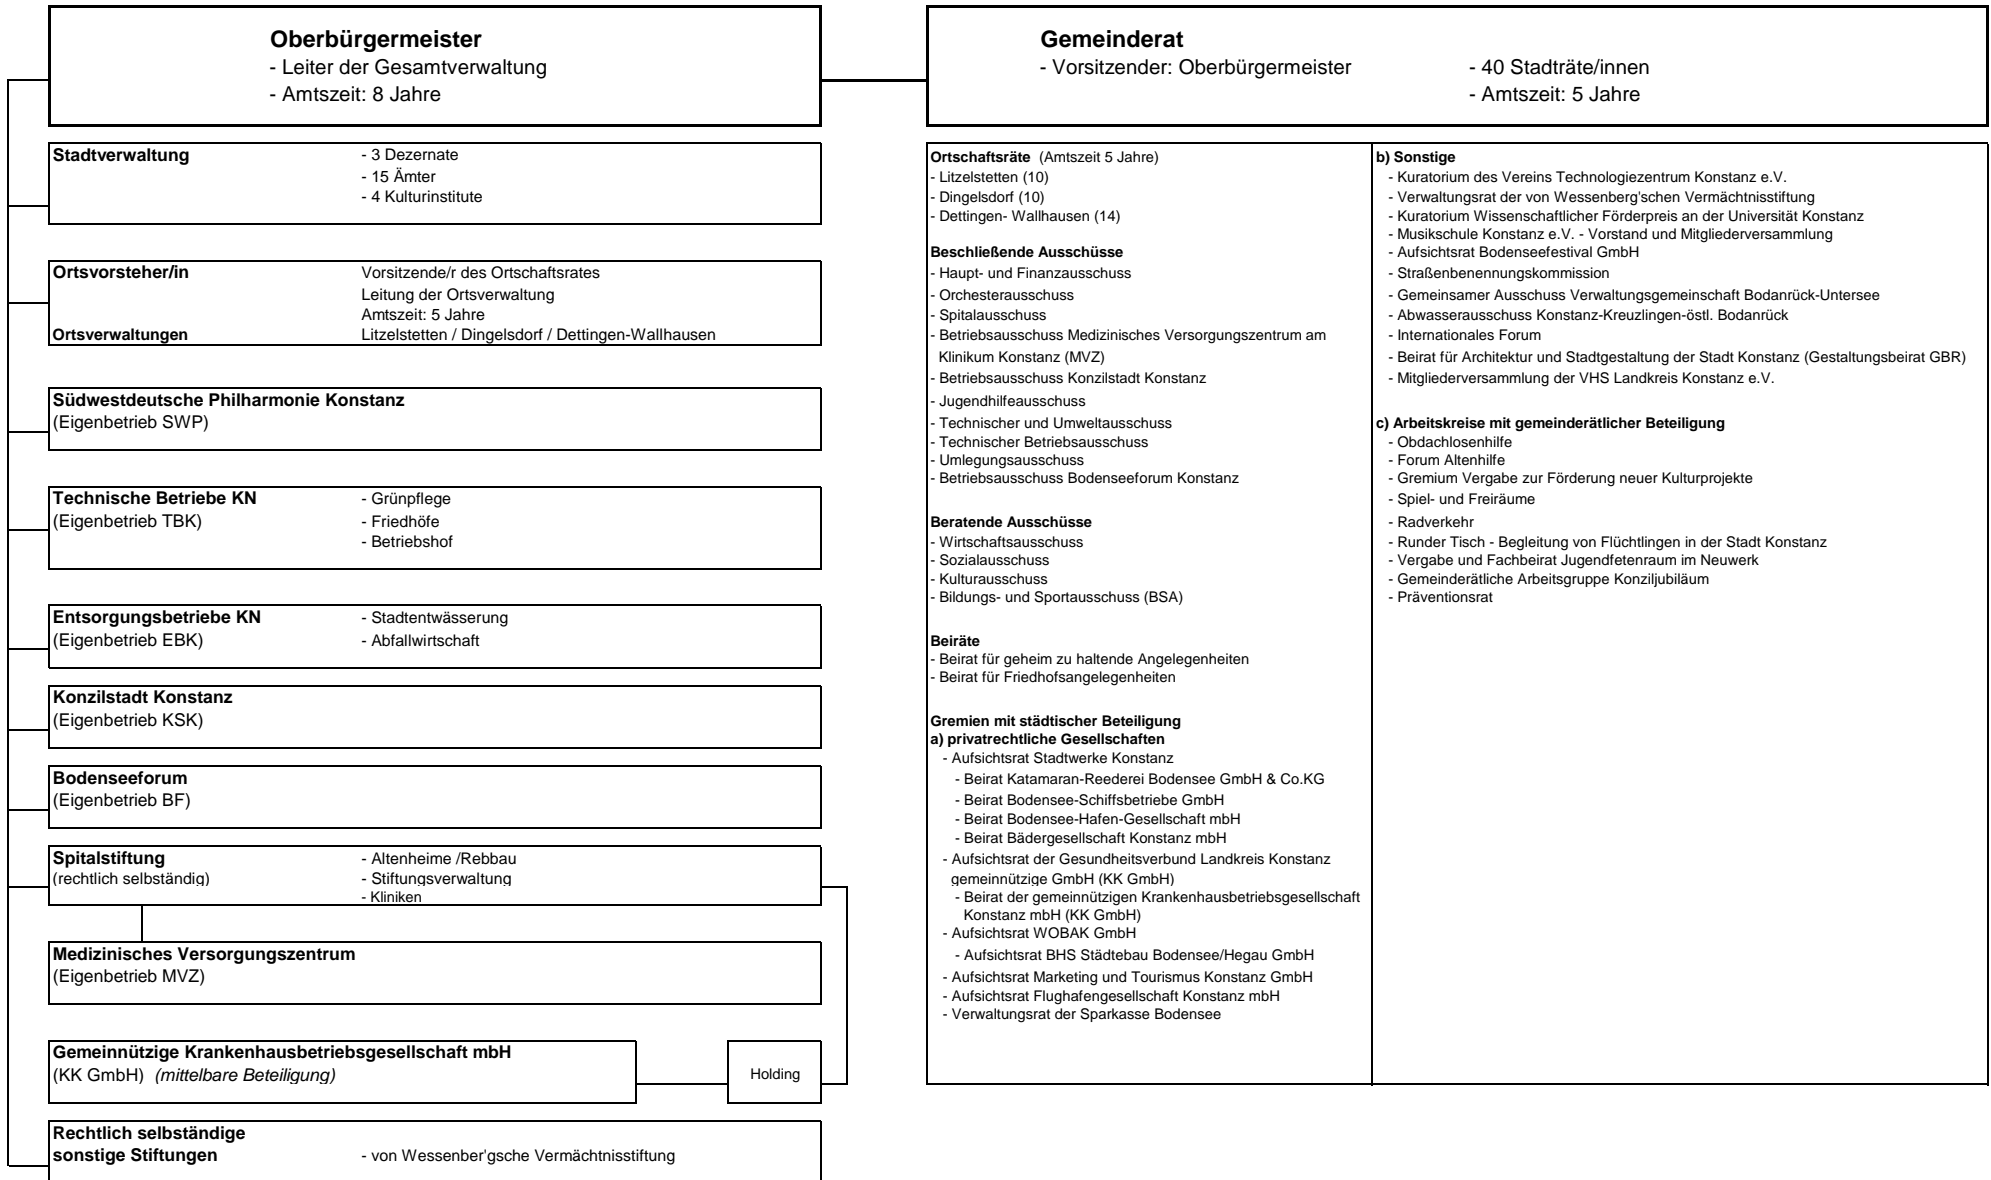 Oberbürgermeister
- Leiter der Gesamtverwaltung
- Amtszeit: 8 Jahre
Gemeinderat
- Vorsitzender: Oberbürgermeister - 40 Stadträte/innen
- Amtszeit: 5 Jahre
Stadtverwaltung - 3 Dezernate
- 15 Ämter
- 4 Kulturinstitute
Ortsvorsteher/in Vorsitzende/r des Ortschaftsrates
Leitung der Ortsverwaltung
Amtszeit: 5 Jahre
Ortsverwaltungen Litzelstetten / Dingelsdorf / Dettingen-Wallhausen
Südwestdeutsche Philharmonie Konstanz
(Eigenbetrieb SWP)
Technische Betriebe KN - Grünpflege
(Eigenbetrieb TBK) - Friedhöfe
- Betriebshof
Entsorgungsbetriebe KN - Stadtentwässerung
(Eigenbetrieb EBK) - Abfallwirtschaft
Konzilstadt Konstanz
(Eigenbetrieb KSK)
Bodenseeforum
(Eigenbetrieb BF)
Spitalstiftung - Altenheime /Rebbau
(rechtlich selbständig) - Stiftungsverwaltung
- Kliniken
Medizinisches Versorgungszentrum
(Eigenbetrieb MVZ)
Gemeinnützige Krankenhausbetriebsgesellschaft mbH
(KK GmbH) (mittelbare Beteiligung)
Holding
Rechtlich selbständige
sonstige Stiftungen - von Wessenber'gsche Vermächtnisstiftung
Ortschaftsräte (Amtszeit 5 Jahre)
- Litzelstetten (10)
- Dingelsdorf (10)
- Dettingen- Wallhausen (14)
Beschließende Ausschüsse
- Haupt- und Finanzausschuss
- Orchesterausschuss
- Spitalausschuss
- Betriebsausschuss Medizinisches Versorgungszentrum am
Klinikum Konstanz (MVZ)
- Betriebsausschuss Konzilstadt Konstanz
- Jugendhilfeausschuss
- Technischer und Umweltausschuss
- Technischer Betriebsausschuss
- Umlegungsausschuss
- Betriebsausschuss Bodenseeforum Konstanz
Beratende Ausschüsse
- Wirtschaftsausschuss
- Sozialausschuss
- Kulturausschuss
- Bildungs- und Sportausschuss (BSA)
Beiräte
- Beirat für geheim zu haltende Angelegenheiten
- Beirat für Friedhofsangelegenheiten
Gremien mit städtischer Beteiligung
a) privatrechtliche Gesellschaften
- Aufsichtsrat Stadtwerke Konstanz
- Beirat Katamaran-Reederei Bodensee GmbH & Co.KG
- Beirat Bodensee-Schiffsbetriebe GmbH
- Beirat Bodensee-Hafen-Gesellschaft mbH
- Beirat Bädergesellschaft Konstanz mbH
- Aufsichtsrat der Gesundheitsverbund Landkreis Konstanz
gemeinnützige GmbH (KK GmbH)
- Beirat der gemeinnützigen Krankenhausbetriebsgesellschaft
Konstanz mbH (KK GmbH)
- Aufsichtsrat WOBAK GmbH
- Aufsichtsrat BHS Städtebau Bodensee/Hegau GmbH
- Aufsichtsrat Marketing und Tourismus Konstanz GmbH
- Aufsichtsrat Flughafengesellschaft Konstanz mbH
- Verwaltungsrat der Sparkasse Bodensee
b) Sonstige
- Kuratorium des Vereins Technologiezentrum Konstanz e.V.
- Verwaltungsrat der von Wessenberg'schen Vermächtnisstiftung
- Kuratorium Wissenschaftlicher Förderpreis an der Universität Konstanz
- Musikschule Konstanz e.V. - Vorstand und Mitgliederversammlung
- Aufsichtsrat Bodenseefestival GmbH
- Straßenbenennungskommission
- Gemeinsamer Ausschuss Verwaltungsgemeinschaft Bodanrück-Untersee
- Abwasserausschuss Konstanz-Kreuzlingen-östl. Bodanrück
- Internationales Forum
- Beirat für Architektur und Stadtgestaltung der Stadt Konstanz (Gestaltungsbeirat GBR)
- Mitgliederversammlung der VHS Landkreis Konstanz e.V.
c) Arbeitskreise mit gemeinderätlicher Beteiligung
- Obdachlosenhilfe
- Forum Altenhilfe
- Gremium Vergabe zur Förderung neuer Kulturprojekte
- Spiel- und Freiräume
- Radverkehr
- Runder Tisch - Begleitung von Flüchtlingen in der Stadt Konstanz
- Vergabe und Fachbeirat Jugendfetenraum im Neuwerk
- Gemeinderätliche Arbeitsgruppe Konziljubiläum
- Präventionsrat